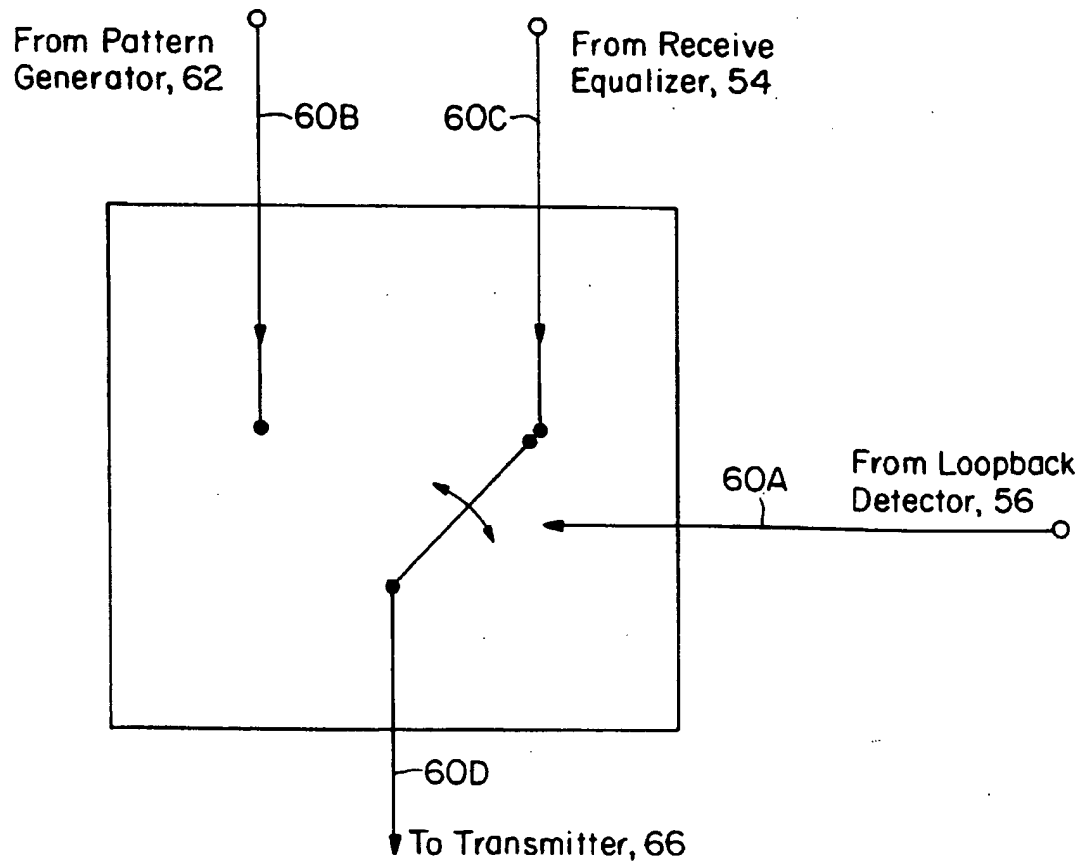 From Pattern
Generator, 62
From Receive
Equalizer, 54
60B
60C
60A
From Loopback
Detector, 56
60D
To Transmitter, 66